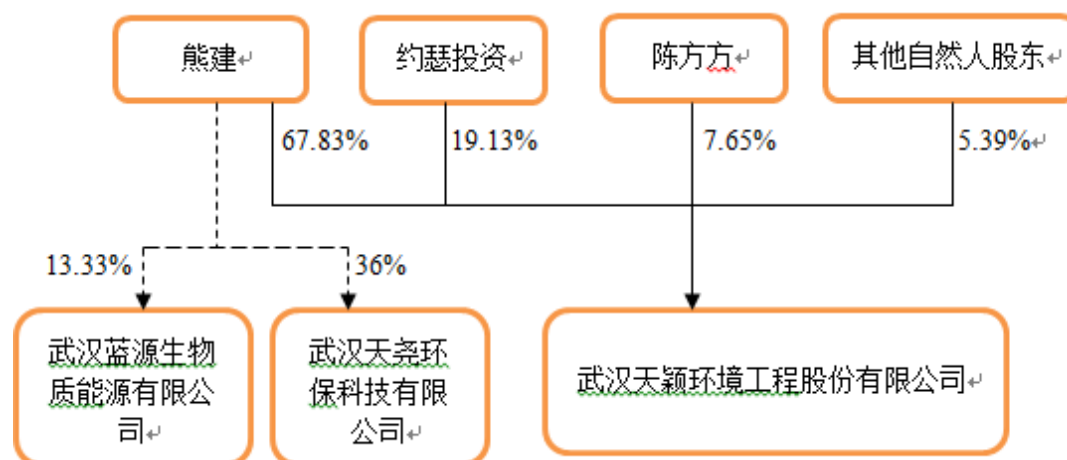 熊建
约瑟投资
陈方方
其他自然人股东
67.83%
19.13%
7.65%
5.39%
13.33%
36%
武汉蓝源生物
质能源有限公
司
武汉天尧环
保科技有限
公司
武汉天颖环境工程股份有限公司